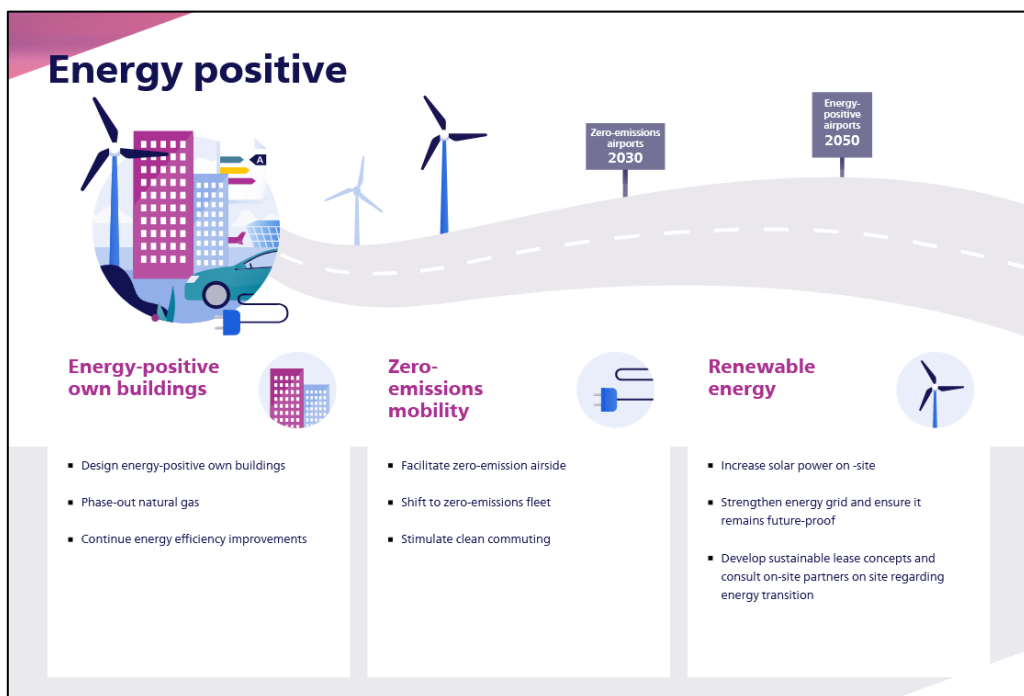 Energy positive
A
Zero-emissions
airports
2030
Energy-
positive
airports
2050
Energy-positive
own buildings
Zero-
emissions
mobility
Renewable
energy
▪ Design energy-positive own buildings
▪ Phase-out natural gas
▪ Continue energy efficiency improvements
▪ Facilitate zero-emission airside
▪ Shift to zero-emissions fleet
▪ Stimulate clean commuting
▪ Increase solar power on -site
▪ Strengthen energy grid and ensure it
remains future-proof
▪ Develop sustainable lease concepts and
consult on-site partners on site regarding
energy transition